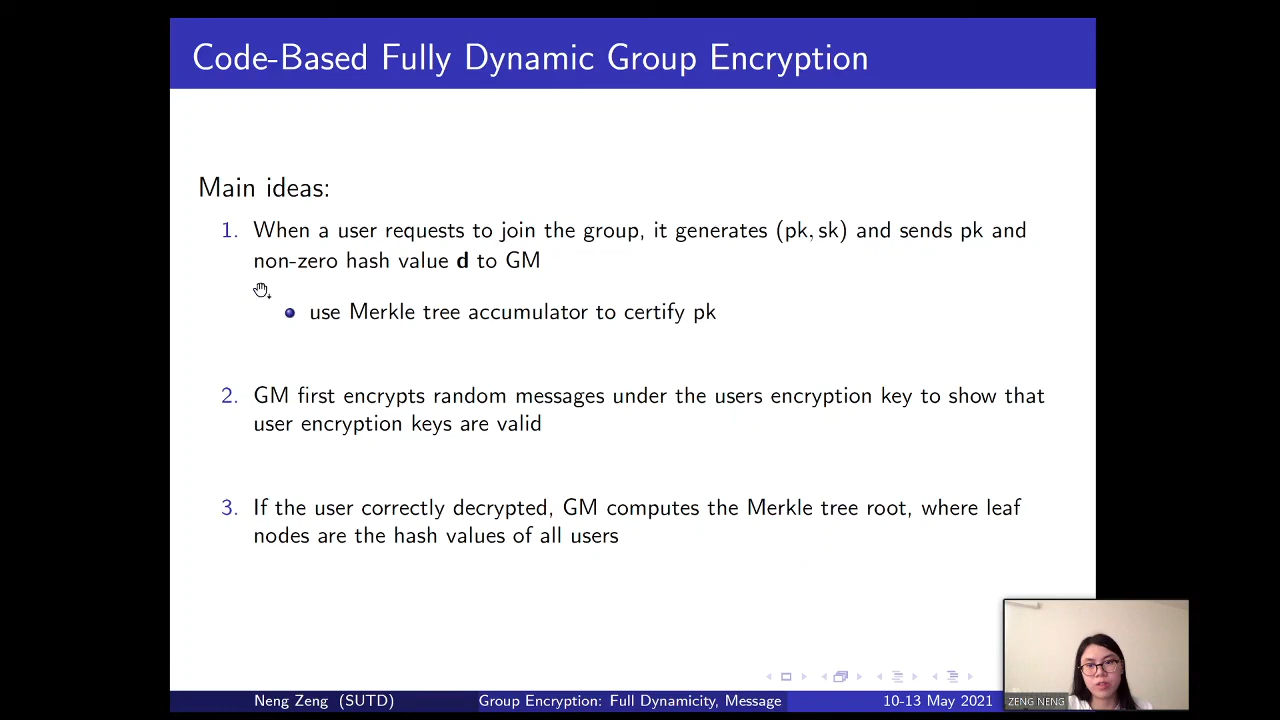 Code-Based Fully Dynamic Group Encryption
Main ideas:
1. When a user requests to join the group, it generates (pk, sk) and sends pk and
non-zero hash value d to GM
use Merkle tree accumulator to certify pk
2. GM first encrypts random messages under the users encryption key to show that
user encryption keys are valid
3. If the user correctly decrypted, GM computes the Merkle tree root, where leaf
nodes are the hash values of all users
Neng Zeng (SUTD) Group Encryption: Full Dynamicity, Message 10-13 May 2021
ZENG NENG